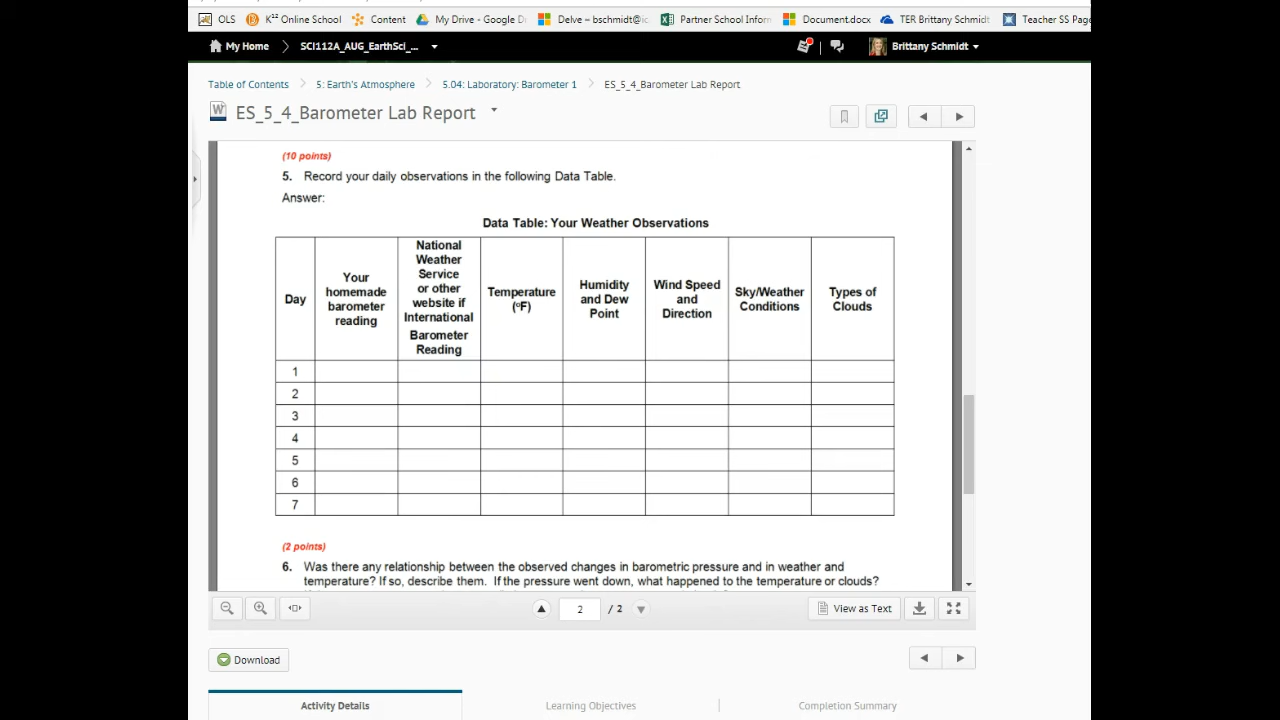 OLS K¹² Online School Content My Drive - Google D Delve – bschmidt@i Partner School Inform Document.docx TER Brittany Schmidt Teacher SS Page
My Home SCI112A_AUG_EarthSci_... Brittany Schmidt
Table of Contents 5: Earth's Atmosphere 5.04: Laboratory: Barometer 1 ES_5_4_Barometer Lab Report
ES_5_4_Barometer Lab Report
(10 points)
5. Record your daily observations in the following Data Table.
Answer:
Data Table: Your Weather Observations
Day
Your
homemade
barometer
reading
National
Weather
Service
or other
website if
International
Barometer
Reading
Temperature
(°F)
Humidity
and Dew
Point
Wind Speed
and
Direction
Sky/Weather
Conditions
Types of
Clouds
1
2
3
4
5
6
7
(2 points)
6. Was there any relationship between the observed changes in barometric pressure and in weather and
temperature? If so, describe them. If the pressure went down, what happened to the temperature or clouds?
2 / 2 View as Text
Download
Activity Details Learning Objectives Completion Summary